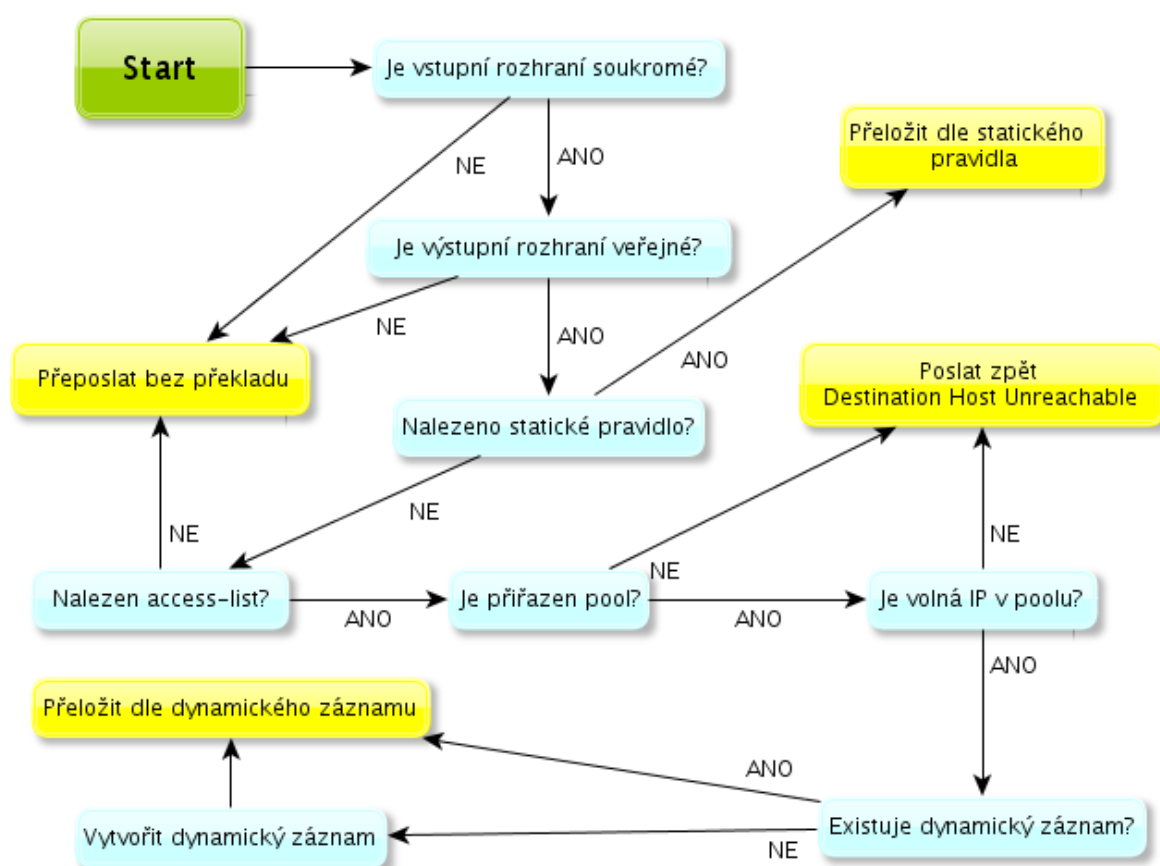 Start
Je vstupní rozhraní soukromé?
Přeložit dle statického
pravidla
NE
ANO
Je výstupní rozhraní veřejné?
NE
ANO
ANO
Přeposlat bez překladu
Poslat zpět
Destination Host Unreachable
Nalezeno statické pravidlo?
NE
NE
NE
NE
Nalezen access-list?
ANO
Je přiřazen pool?
ANO
Je volná IP v poolu?
ANO
Přeložit dle dynamického záznamu
ANO
Vytvořit dynamický záznam
NE
Existuje dynamický záznam?